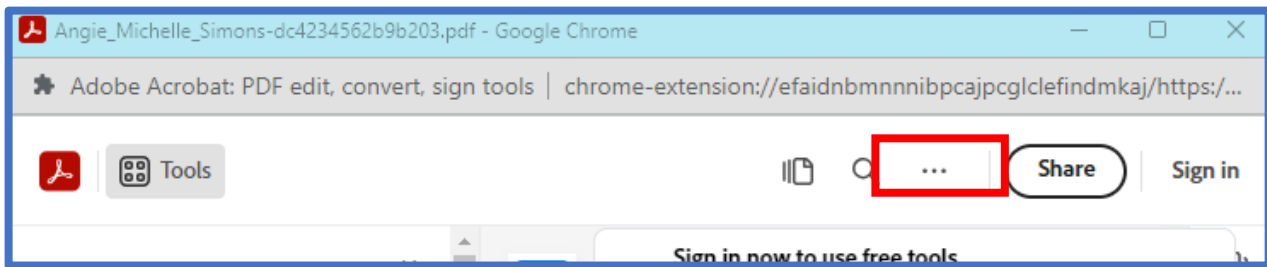 Angie_Michelle_Simons-dc4234562b9b203.pdf - Google Chrome
Adobe Acrobat: PDF edit, convert, sign tools | chrome-extension://efaidnbmnnnibpcajpcglclefindmkaj/https:/...
Tools ... Share Sign in
Sign in now to use free tools